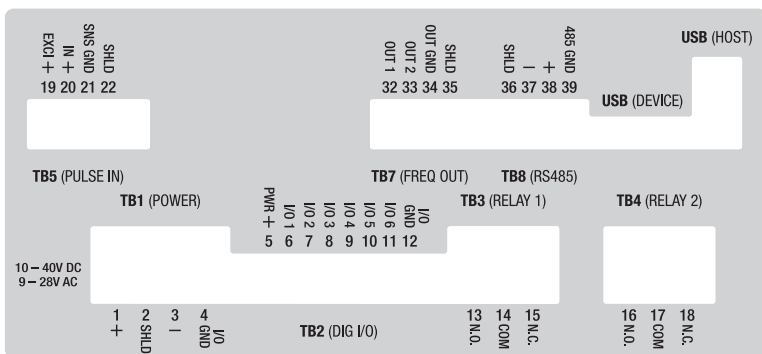 USB (HOST)
EXCI +
IN +
SNS GND
SHLD
19 20 21 22
OUT 1
OUT 2
OUT GND
SHLD
32 33 34 35
SHLD
–
+
485 GND
36 37 38 39
USB (DEVICE)
TB5 (PULSE IN)
TB7 (FREQ OUT)
TB8 (RS485)
TB1 (POWER)
PWR +
I/O 1
I/O 2
I/O 3
I/O 4
I/O 5
I/O 6
I/O
GND
5 6 7 8 9 10 11 12
TB3 (RELAY 1)
TB4 (RELAY 2)
10 – 40V DC
9 – 28V AC
1 2 3 4
+
SHLD
–
I/O
GND
TB2 (DIG I/O)
13 14 15
N.O.
COM
N.C.
16 17 18
N.O.
COM
N.C.